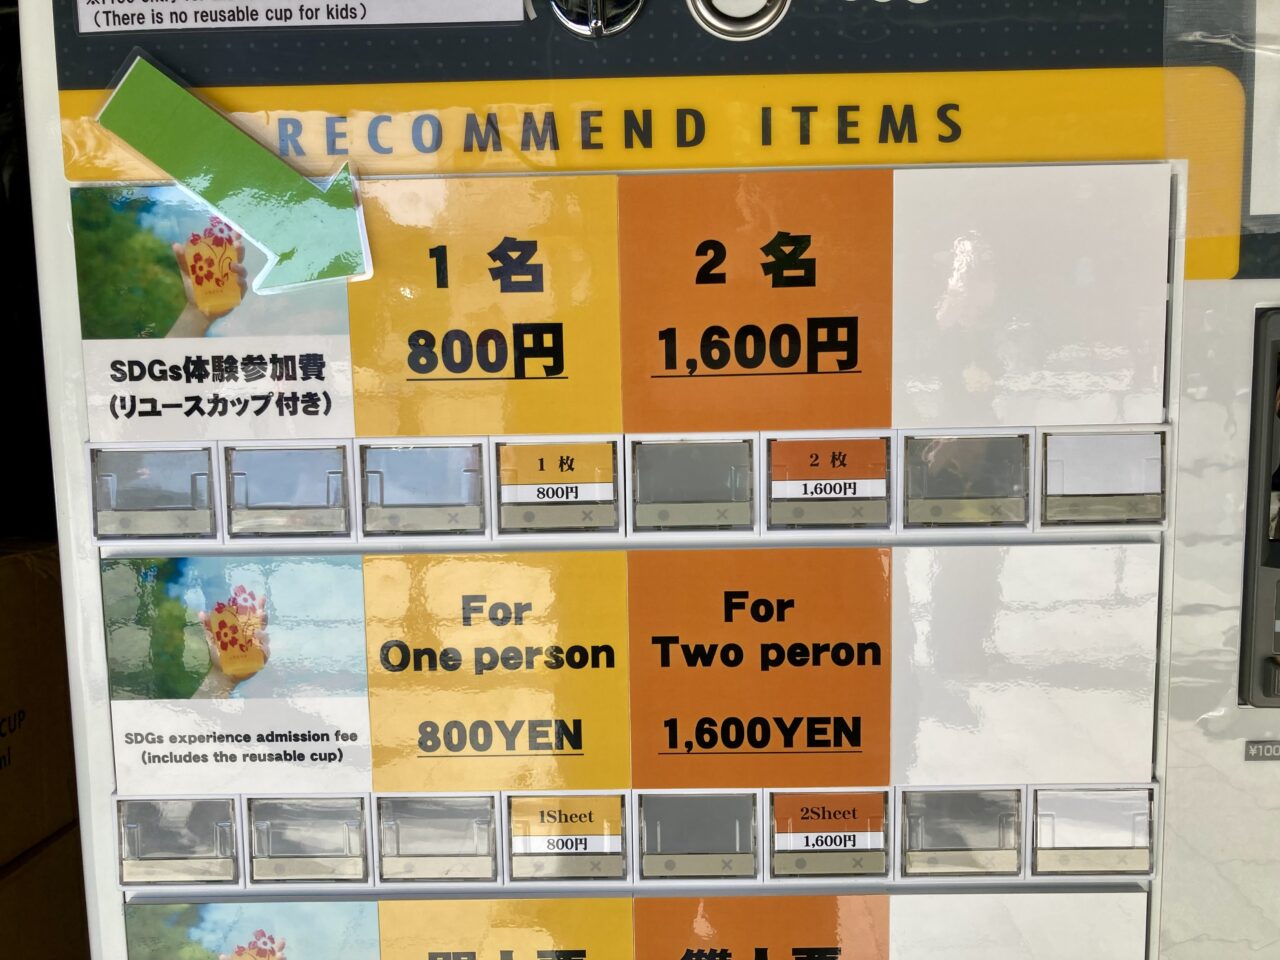 (There is no reusable cup for kids)
RECOMMEND ITEMS
1 名
800円
2 名
1,600円
SDGs体験参加費
(リユースカップ付き)
1 枚
800円
2 枚
1,600円
For
One person
800YEN
For
Two peron
1,600YEN
SDGs experience admission fee
(includes the reusable cup)
1Sheet
800円
2Sheet
1,600円
CUP
¥100